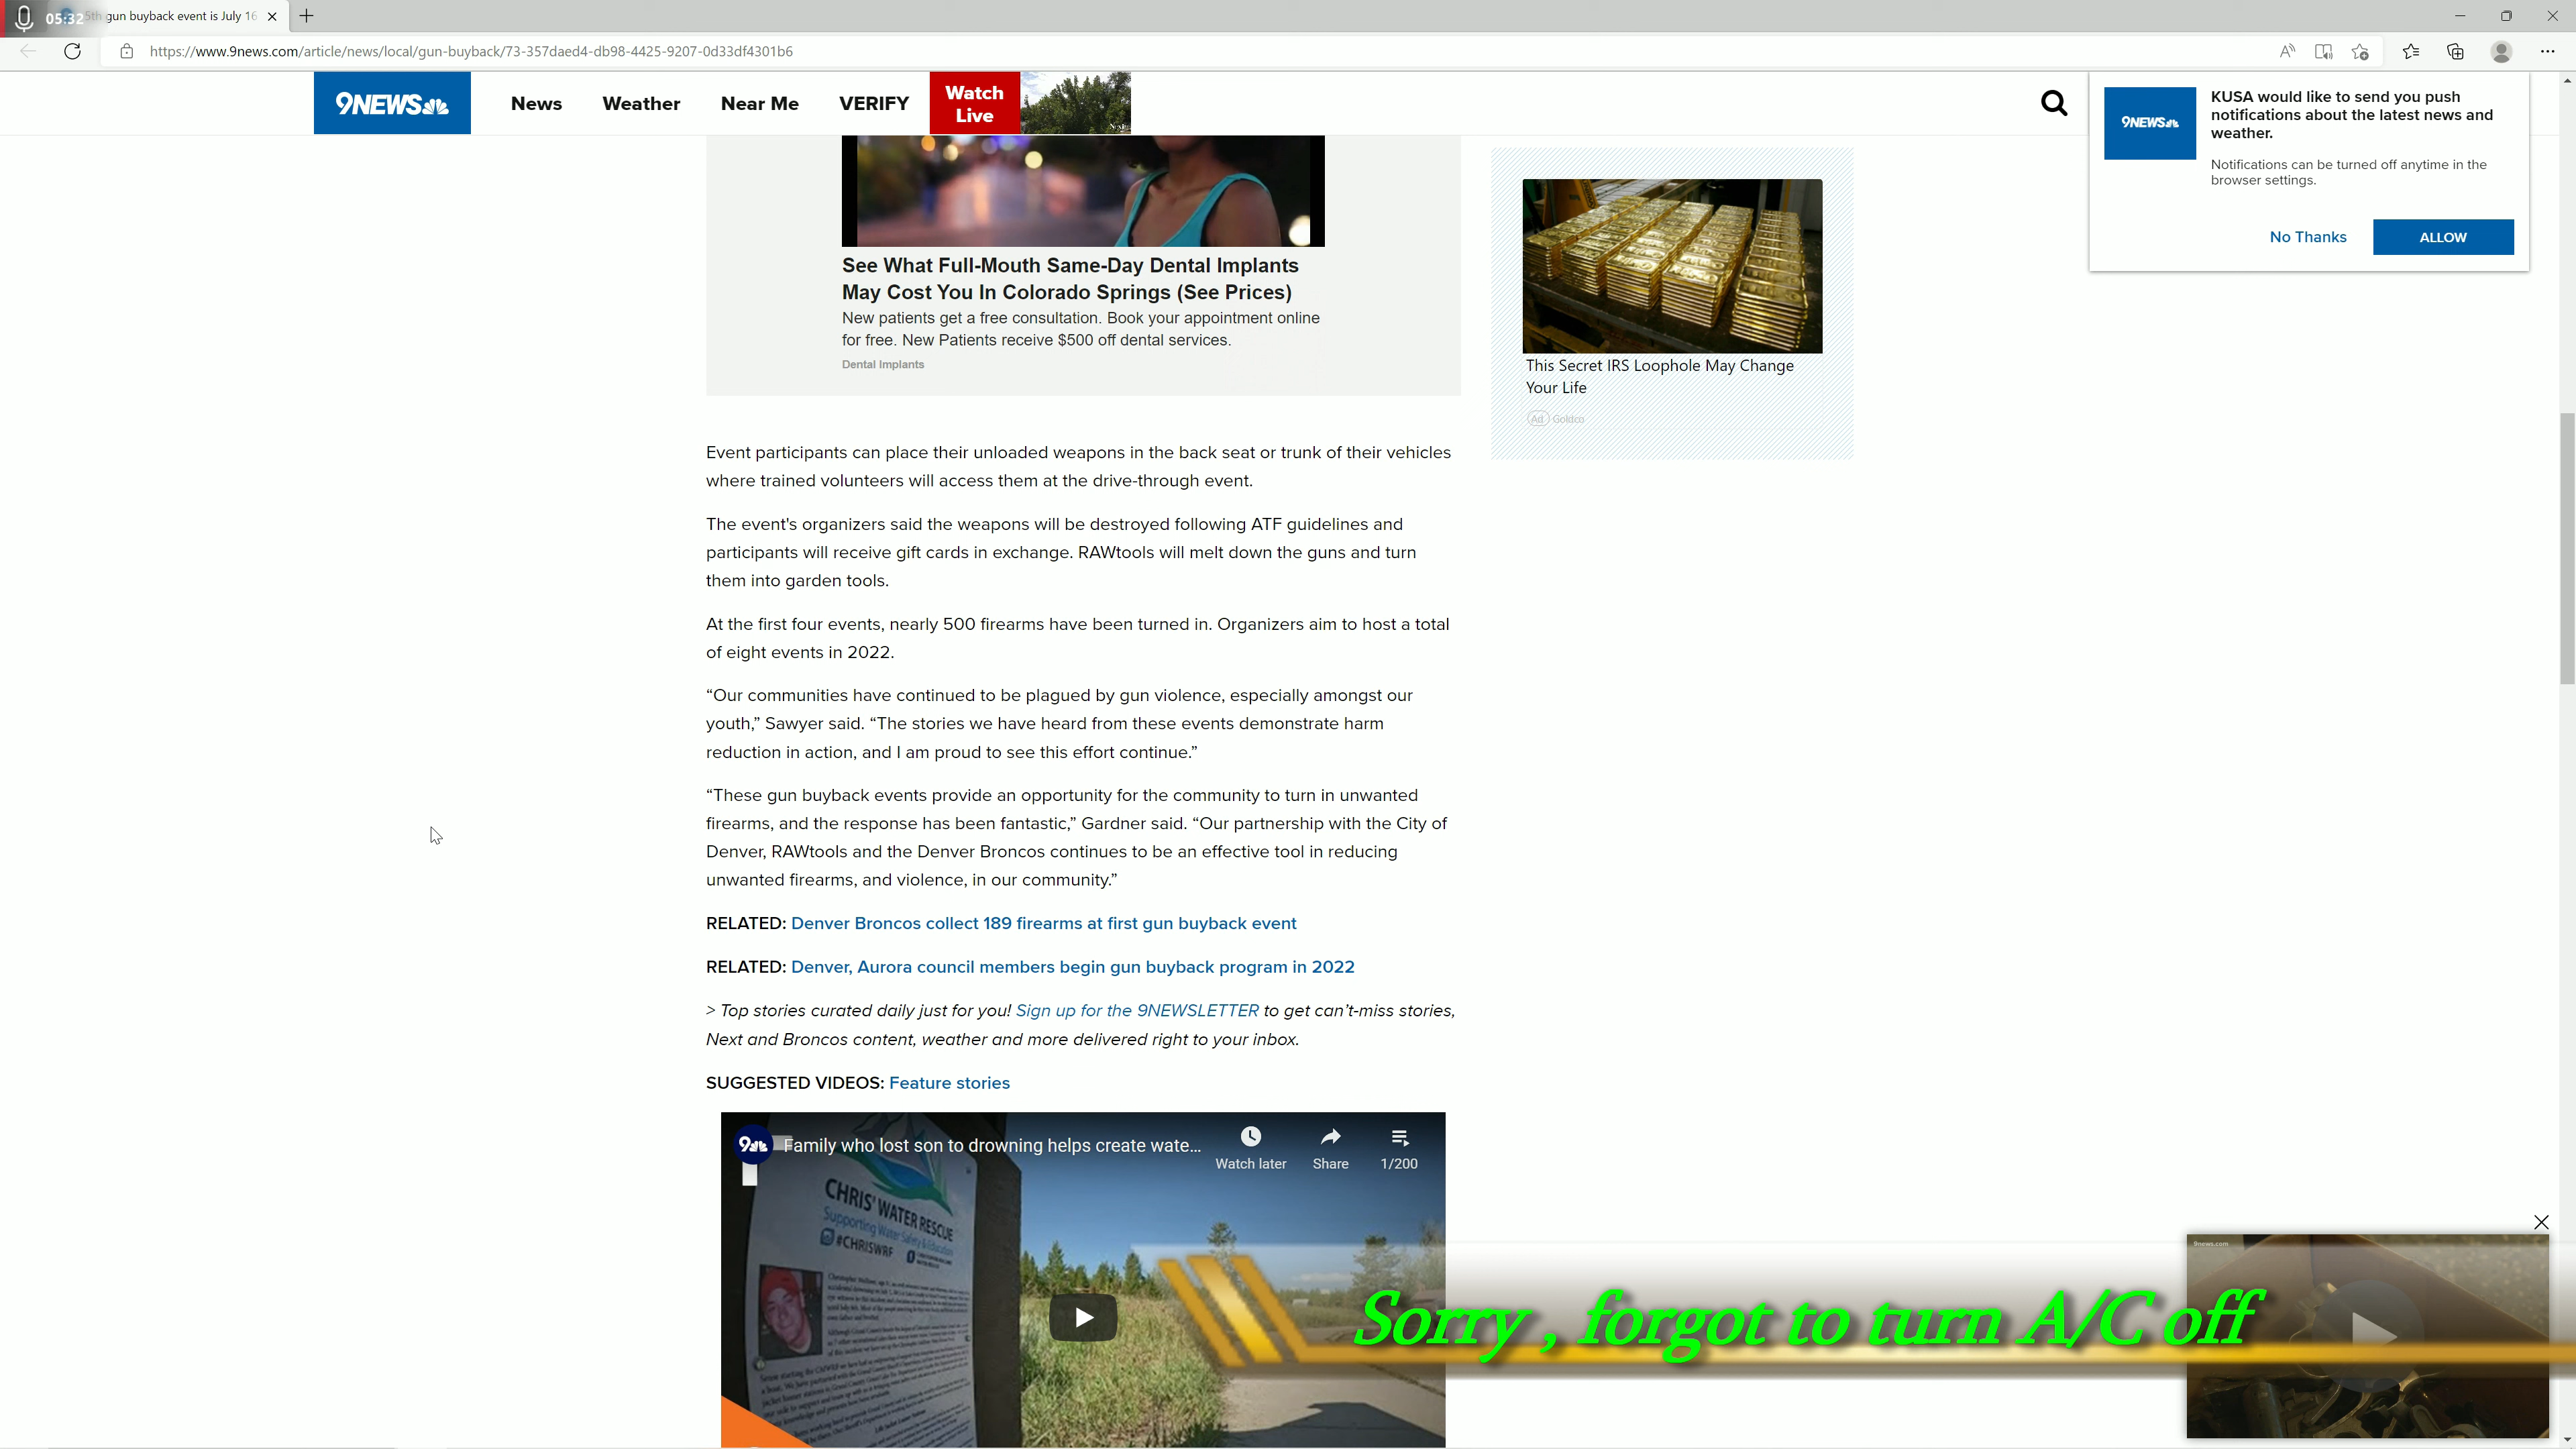 05:32
5th gun buyback event is July 16
https://www.9news.com/article/news/local/gun-buyback/73-357daed4-db98-4425-9207-0d33df4301b6
9NEWS
News
Weather
Near Me
VERIFY
Watch
Live
Next
KUSA would like to send you push
notifications about the latest news and
weather.
Notifications can be turned off anytime in the
browser settings.
No Thanks
ALLOW
9NEWS
See What Full-Mouth Same-Day Dental Implants
May Cost You In Colorado Springs (See Prices)
New patients get a free consultation. Book your appointment online
for free. New Patients receive $500 off dental services.
Dental Implants
This Secret IRS Loophole May Change
Your Life
Ad Goldco
Event participants can place their unloaded weapons in the back seat or trunk of their vehicles
where trained volunteers will access them at the drive-through event.
The event's organizers said the weapons will be destroyed following ATF guidelines and
participants will receive gift cards in exchange. RAWtools will melt down the guns and turn
them into garden tools.
At the first four events, nearly 500 firearms have been turned in. Organizers aim to host a total
of eight events in 2022.
“Our communities have continued to be plagued by gun violence, especially amongst our
youth,” Sawyer said. “The stories we have heard from these events demonstrate harm
reduction in action, and I am proud to see this effort continue.”
“These gun buyback events provide an opportunity for the community to turn in unwanted
firearms, and the response has been fantastic,” Gardner said. “Our partnership with the City of
Denver, RAWtools and the Denver Broncos continues to be an effective tool in reducing
unwanted firearms, and violence, in our community.”
RELATED: Denver Broncos collect 189 firearms at first gun buyback event
RELATED: Denver, Aurora council members begin gun buyback program in 2022
> Top stories curated daily just for you! Sign up for the 9NEWSLETTER to get can’t-miss stories,
Next and Broncos content, weather and more delivered right to your inbox.
SUGGESTED VIDEOS: Feature stories
9
Family who lost son to drowning helps create wate...
Watch later
Share
1/200
CHRIS' WATER RESCUE
Supporting Water Safety & Education
#CHRISWRF
9news.com
Sorry , forgot to turn A/C off